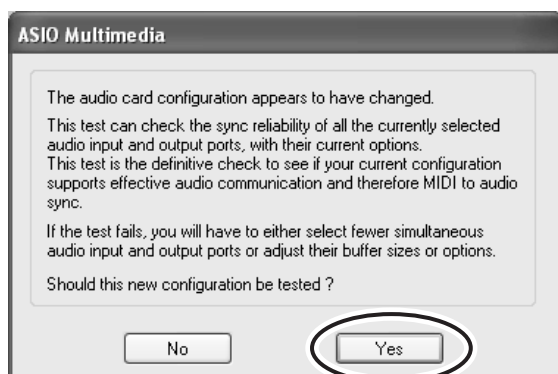 ASIO Multimedia
The audio card configuration appears to have changed.
This test can check the sync reliability of all the currently selected
audio input and output ports, with their current options.
This test is the definitive check to see if your current configuration
supports effective audio communication and therefore MIDI to audio
sync.
If the test fails, you will have to either select fewer simultaneous
audio input and output ports or adjust their buffer sizes or options.
Should this new configuration be tested ?
No
Yes